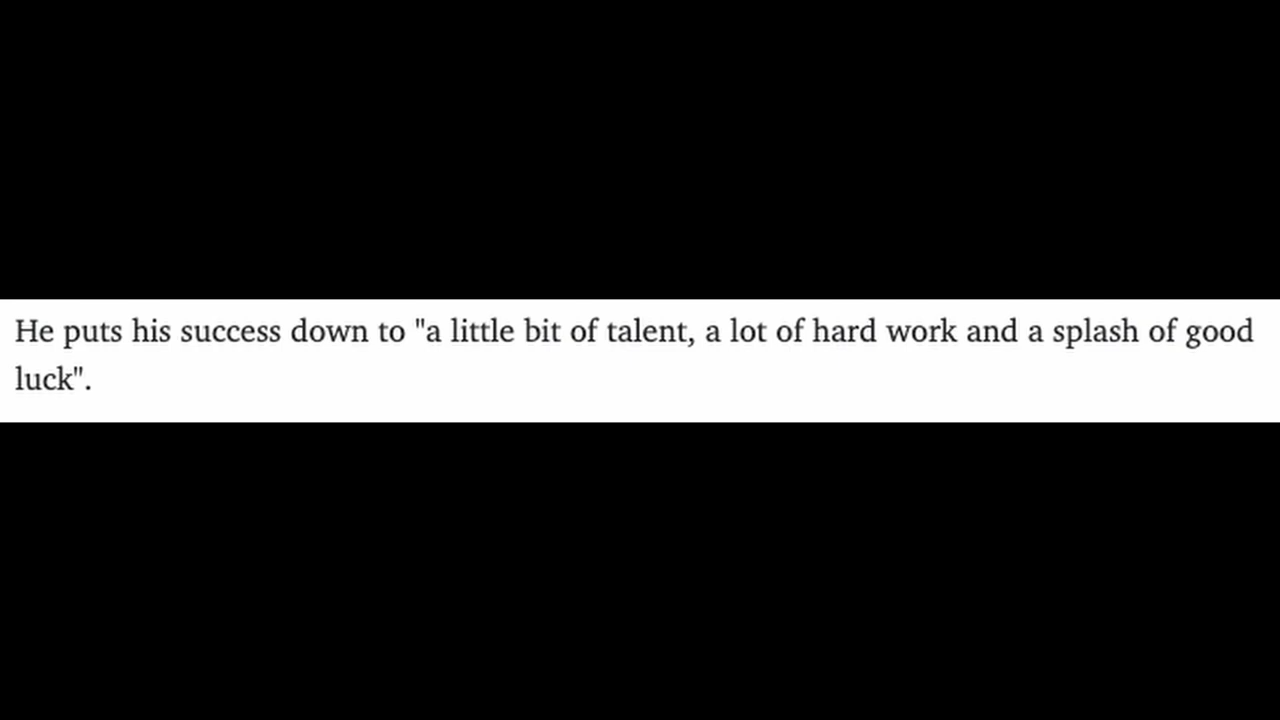 He puts his success down to "a little bit of talent, a lot of hard work and a splash of good
luck".